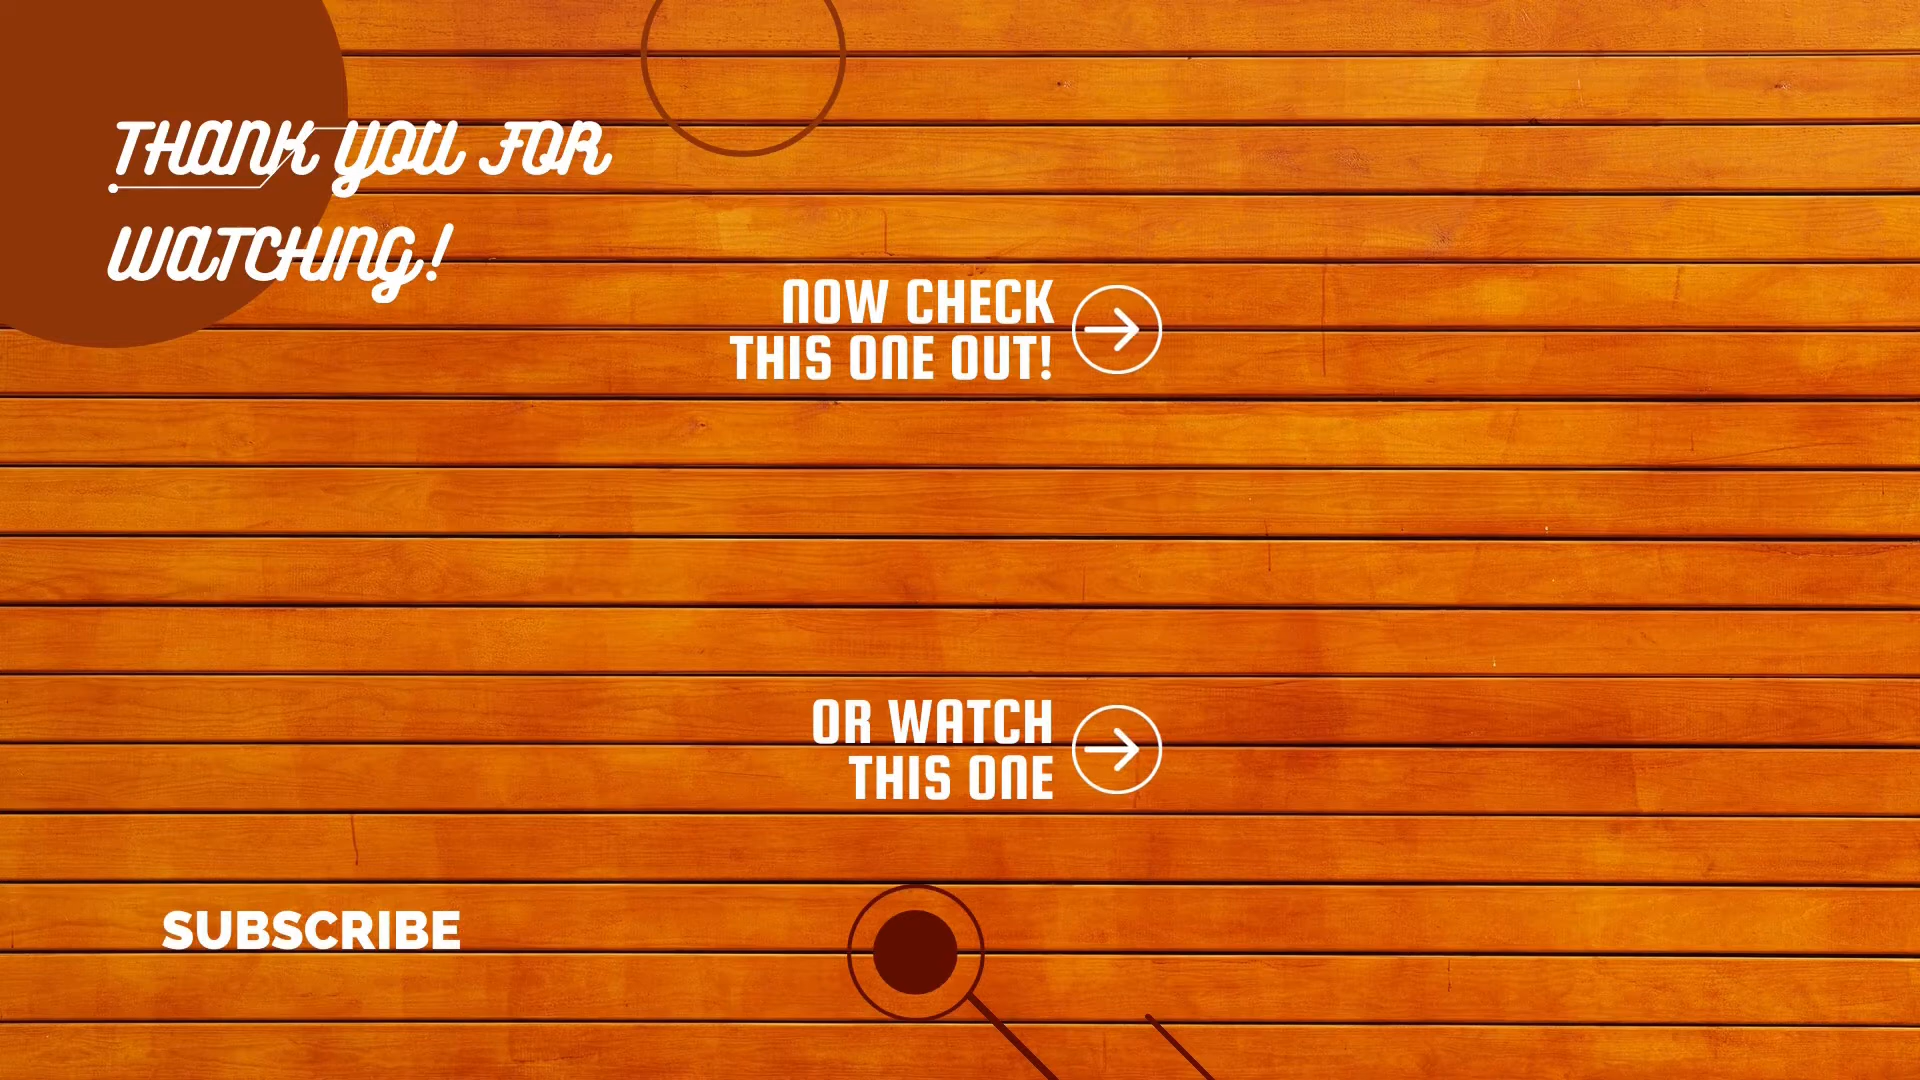 THANK YOU FOR
WATCHING!
NOW CHECK
THIS ONE OUT!
OR WATCH
THIS ONE
SUBSCRIBE